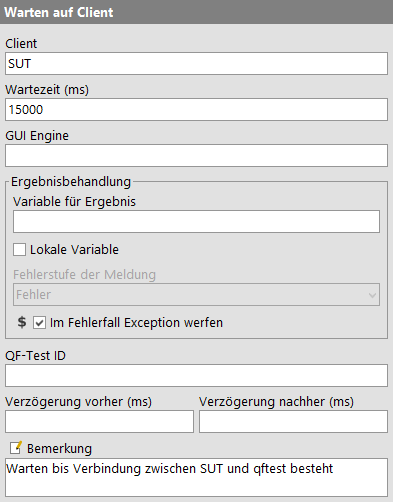 Warten auf Client
Client
SUT
Wartezeit (ms)
15000
GUI Engine
Ergebnisbehandlung
Variable für Ergebnis
Lokale Variable
Fehlerstufe der Meldung
Fehler
$ Im Fehlerfall Exception werfen
QF-Test ID
Verzögerung vorher (ms) Verzögerung nachher (ms)
Bemerkung
Warten bis Verbindung zwischen SUT und qftest besteht